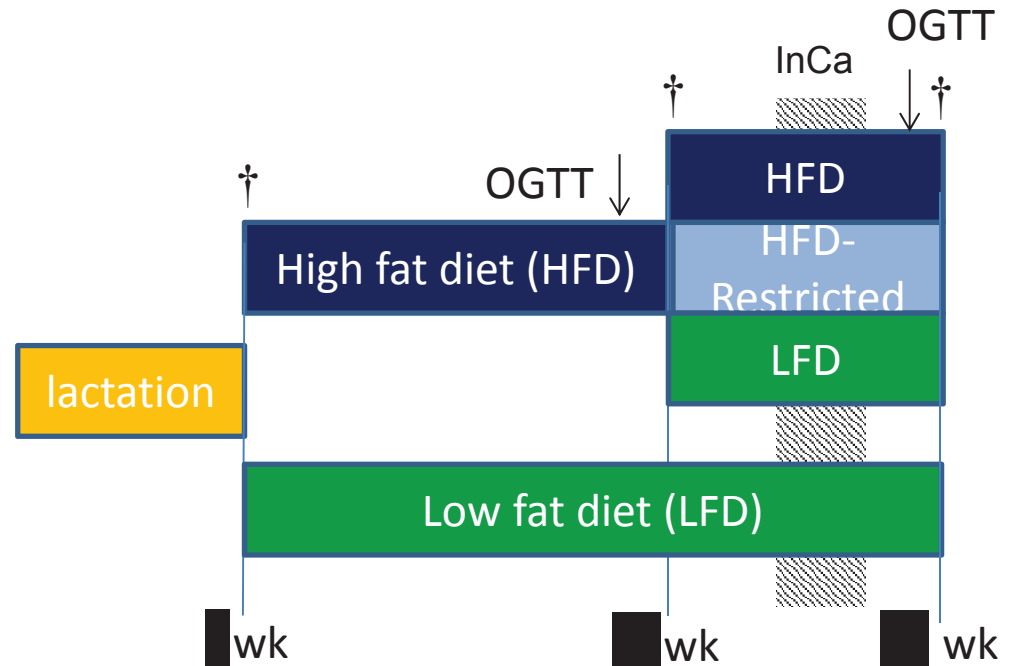 OGTT
InCa
†
†
HFD
†
OGTT
High fat diet (HFD)
HFD-
Restricted
LFD
lactation
Low fat diet (LFD)
wk
wk
wk